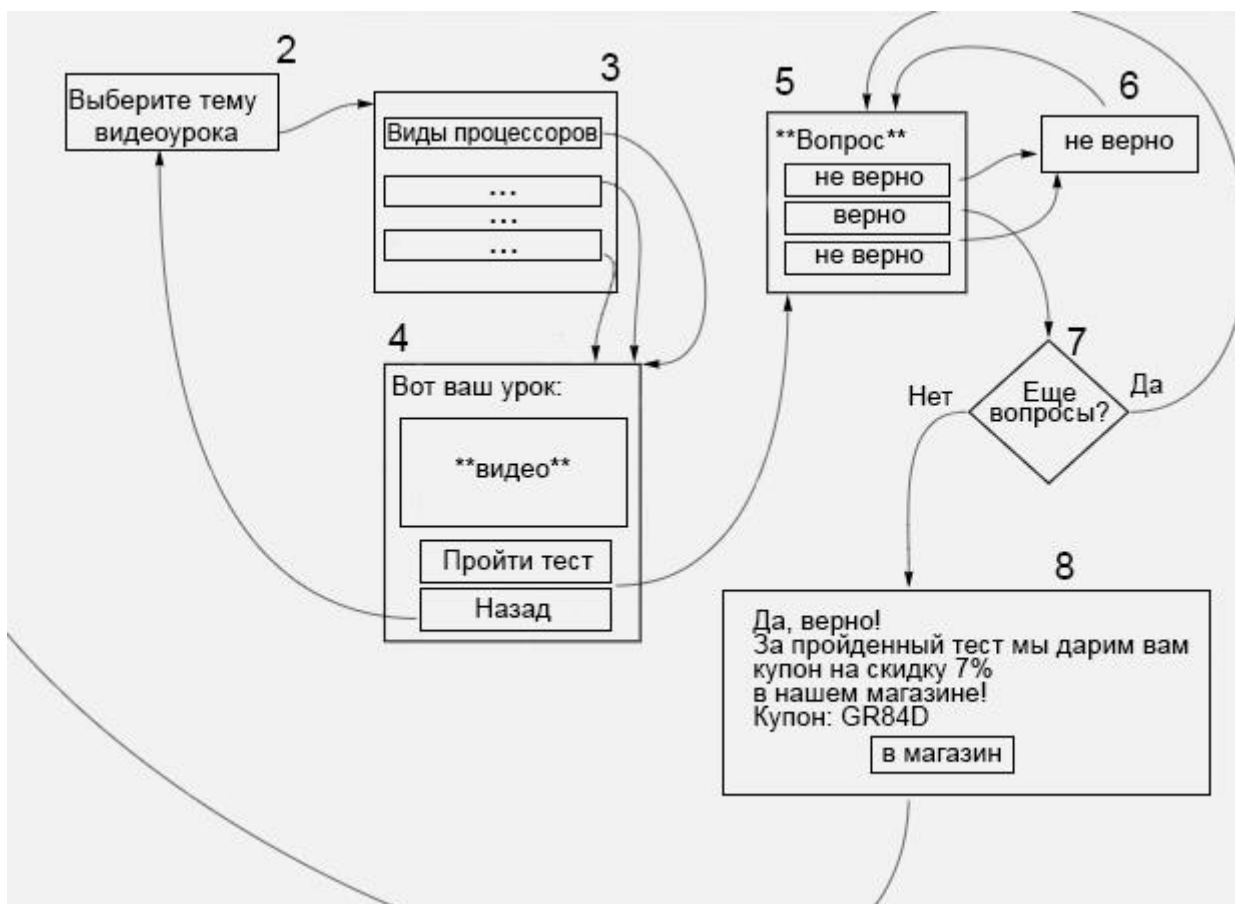 2
Выберите тему
видеоурока
3
Виды процессоров
...
...
...
4
Вот ваш урок:
**видео**
Пройти тест
Назад
5
**Вопрос**
не верно
верно
не верно
6
не верно
7
Еще
вопросы?
Нет
Да
8
Да, верно!
За пройденный тест мы дарим вам
купон на скидку 7%
в нашем магазине!
Купон: GR84D
в магазин